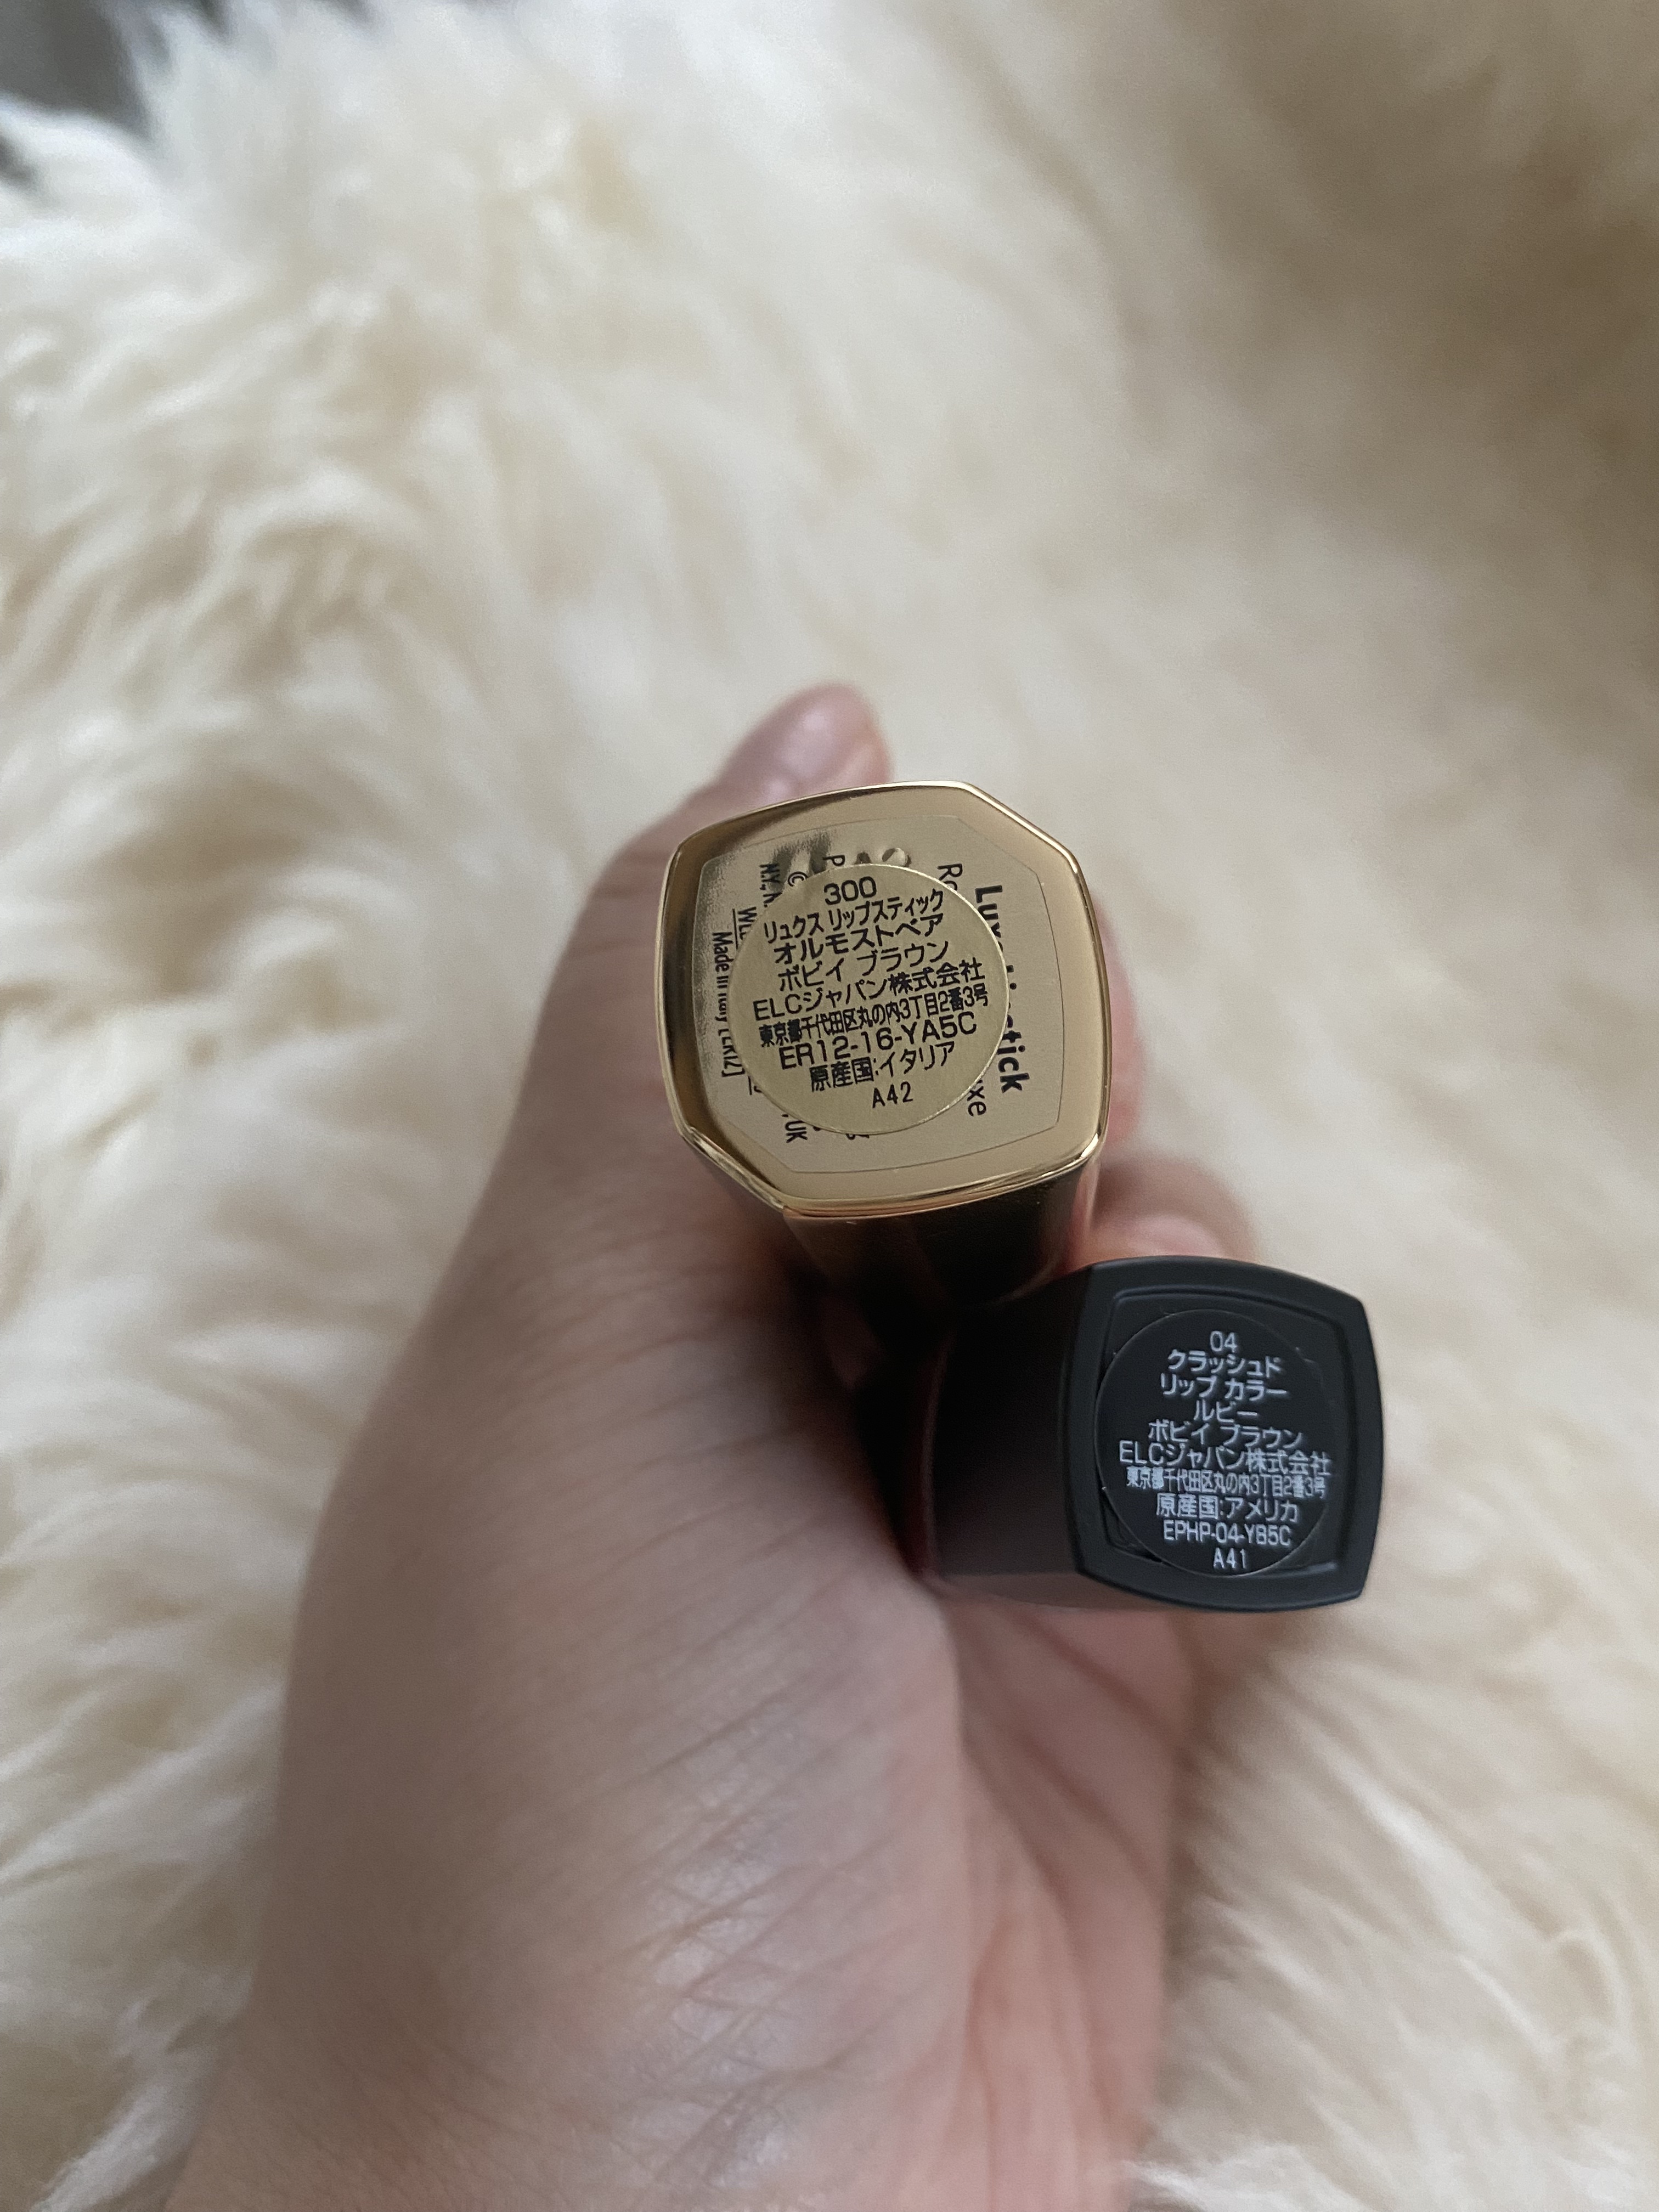 300
リュクス リップスティック
オルモストベア
ボビイ ブラウン
ELCジャパン株式会社
東京都千代田区丸の内3丁目2番3号
ER12-16-YA5C
原産国:イタリア
A42
Made in
UK
04
クラッシュド
リップ カラー
ルビー
ボビイ ブラウン
ELCジャパン株式会社
東京都千代田区丸の内3丁目2番3号
原産国:アメリカ
EPHP-04-YB5C
A41